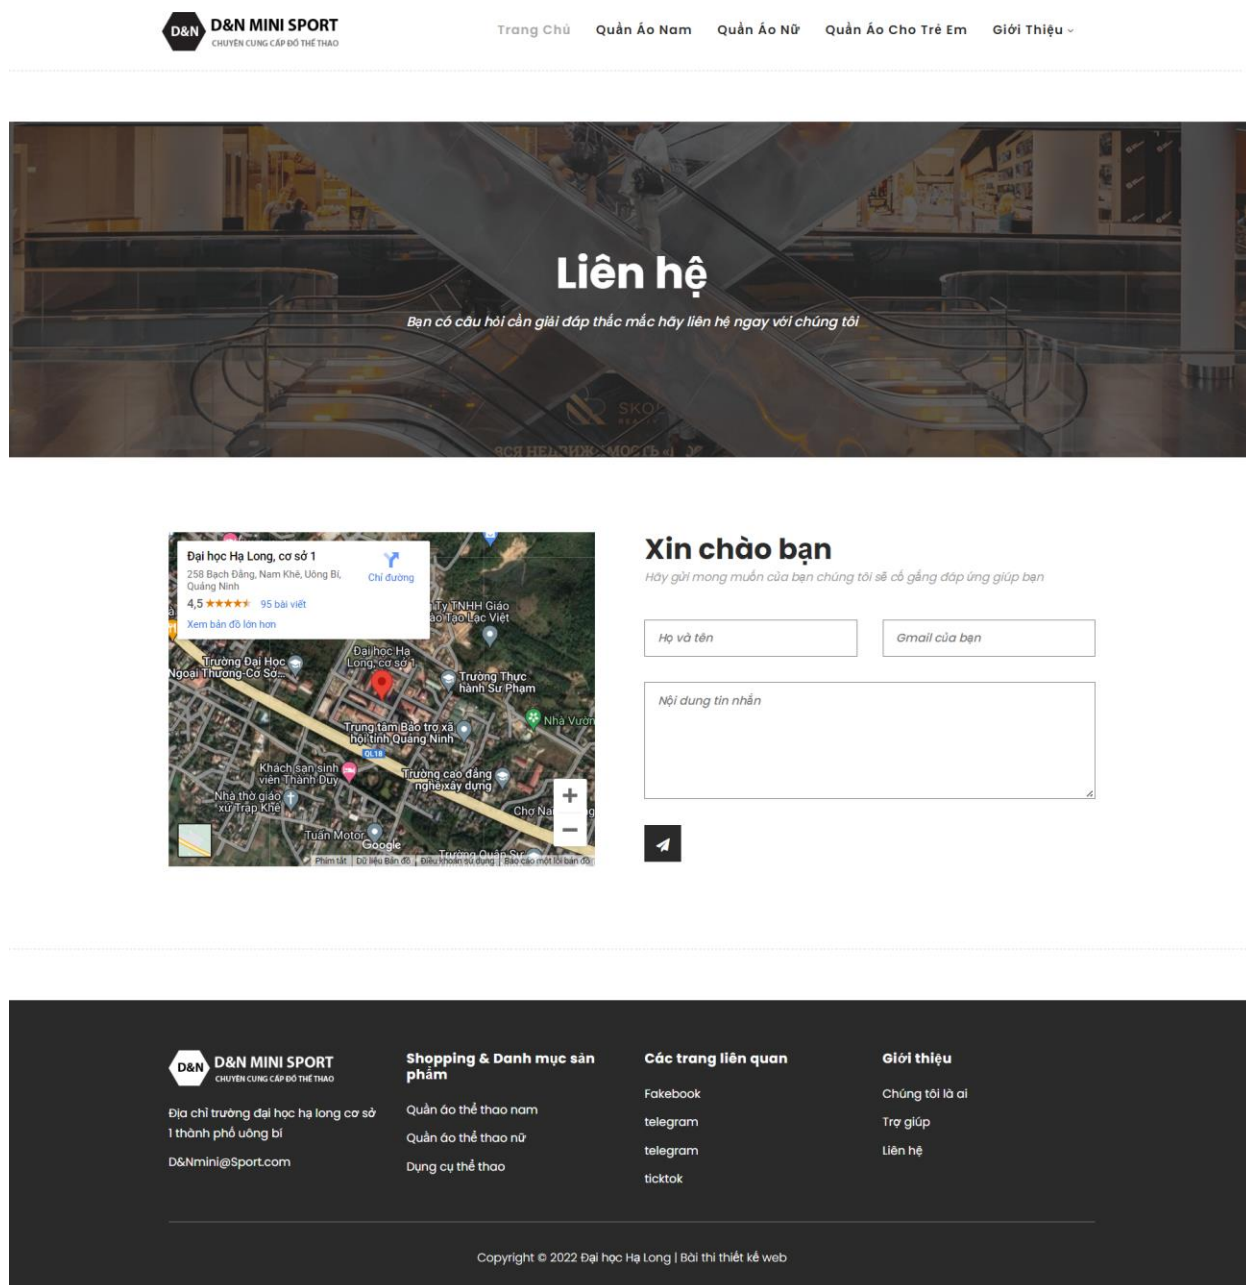 D&N
D&N MINI SPORT
CHUYÊN CUNG CẤP ĐỒ THỂ THAO
Trang Chủ
Quần Áo Nam
Quần Áo Nữ
Quần Áo Cho Trẻ Em
Giới Thiệu
Liên hệ
Bạn có câu hỏi cần giải đáp thắc mắc hãy liên hệ ngay với chúng tôi
Đại học Hạ Long, cơ sở 1
258 Bạch Đằng, Nam Khê, Uông Bí,
Quảng Ninh
4,5
95 bài viết
Xem bản đồ lớn hơn
Chỉ đường
Ty TNHH Giáo
Tạo Lạc Việt
Đại học Hạ
Long, cơ sở 1
Trường Đại Học
Ngoại Thương-Cơ Sở...
Trường Thực
hành Sư Phạm
Nhà Vườn
Trung tâm Bảo trợ xã
hội tỉnh Quảng Ninh
QL18
Khách sạn sinh
viên Thành Duy
Trường cao đẳng
nghề xây dựng
Nhà thờ giáo
xứ Trạp Khê
Tuấn Motor
Google
Phím tắt
Dữ liệu Bản đồ
Điều khoản sử dụng
Báo cáo một lỗi bản đồ
Xin chào bạn
Hãy gửi mong muốn của bạn chúng tôi sẽ cố gắng đáp ứng giúp bạn
Họ và tên
Gmail của bạn
Nội dung tin nhắn
D&N
D&N MINI SPORT
CHUYÊN CUNG CẤP ĐỒ THỂ THAO
Địa chỉ trường đại học hạ long cơ sở
1 thành phố uông bí
D&Nmini@Sport.com
Shopping & Danh mục sản
phẩm
Quần áo thể thao nam
Quần áo thể thao nữ
Dụng cụ thể thao
Các trang liên quan
Fakebook
telegram
telegram
ticktok
Giới thiệu
Chúng tôi là ai
Trợ giúp
Liên hệ
Copyright © 2022 Đại học Hạ Long | Bài thi thiết kế web